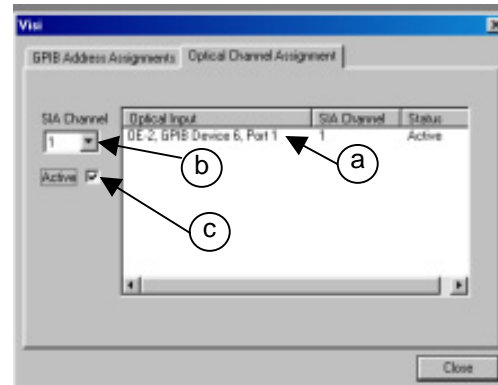 Visi
GPIB Address Assignments Optical Channel Assignment
SIA Channel Optical Input SIA Channel Status
1 OE-2, GPIB Device 6, Port 1 1 Active
Active
a
b
c
Close